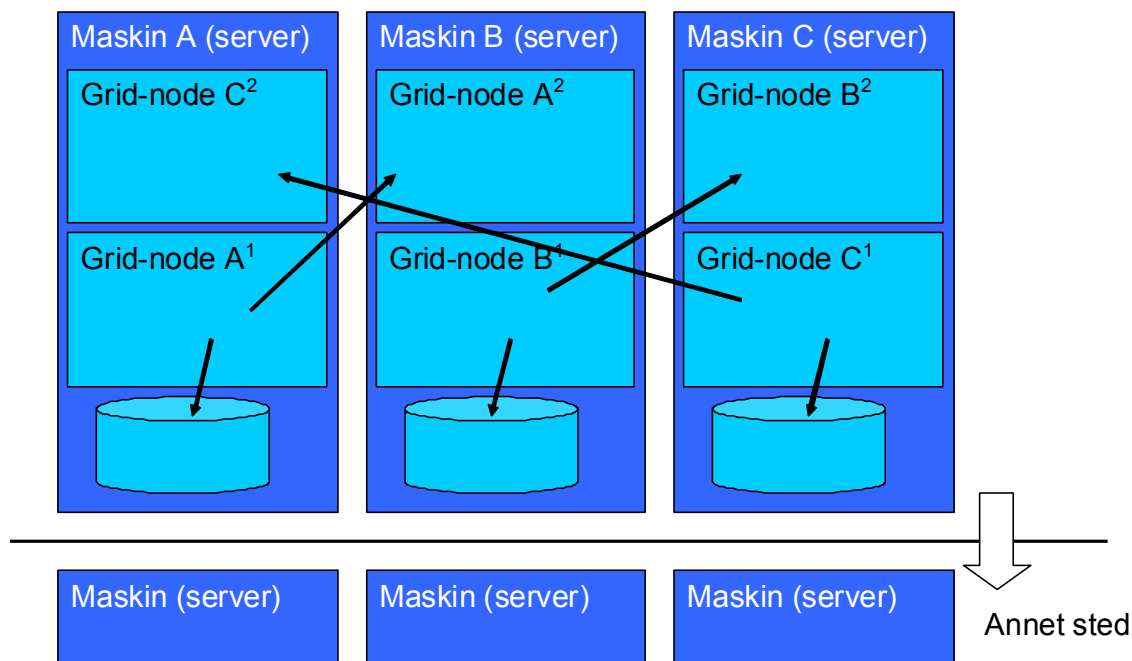 Maskin A (server)
Maskin B (server)
Maskin C (server)
Grid-node C²
Grid-node A²
Grid-node B²
Grid-node A¹
Grid-node B¹
Grid-node C¹
Maskin (server)
Maskin (server)
Maskin (server)
Annet sted